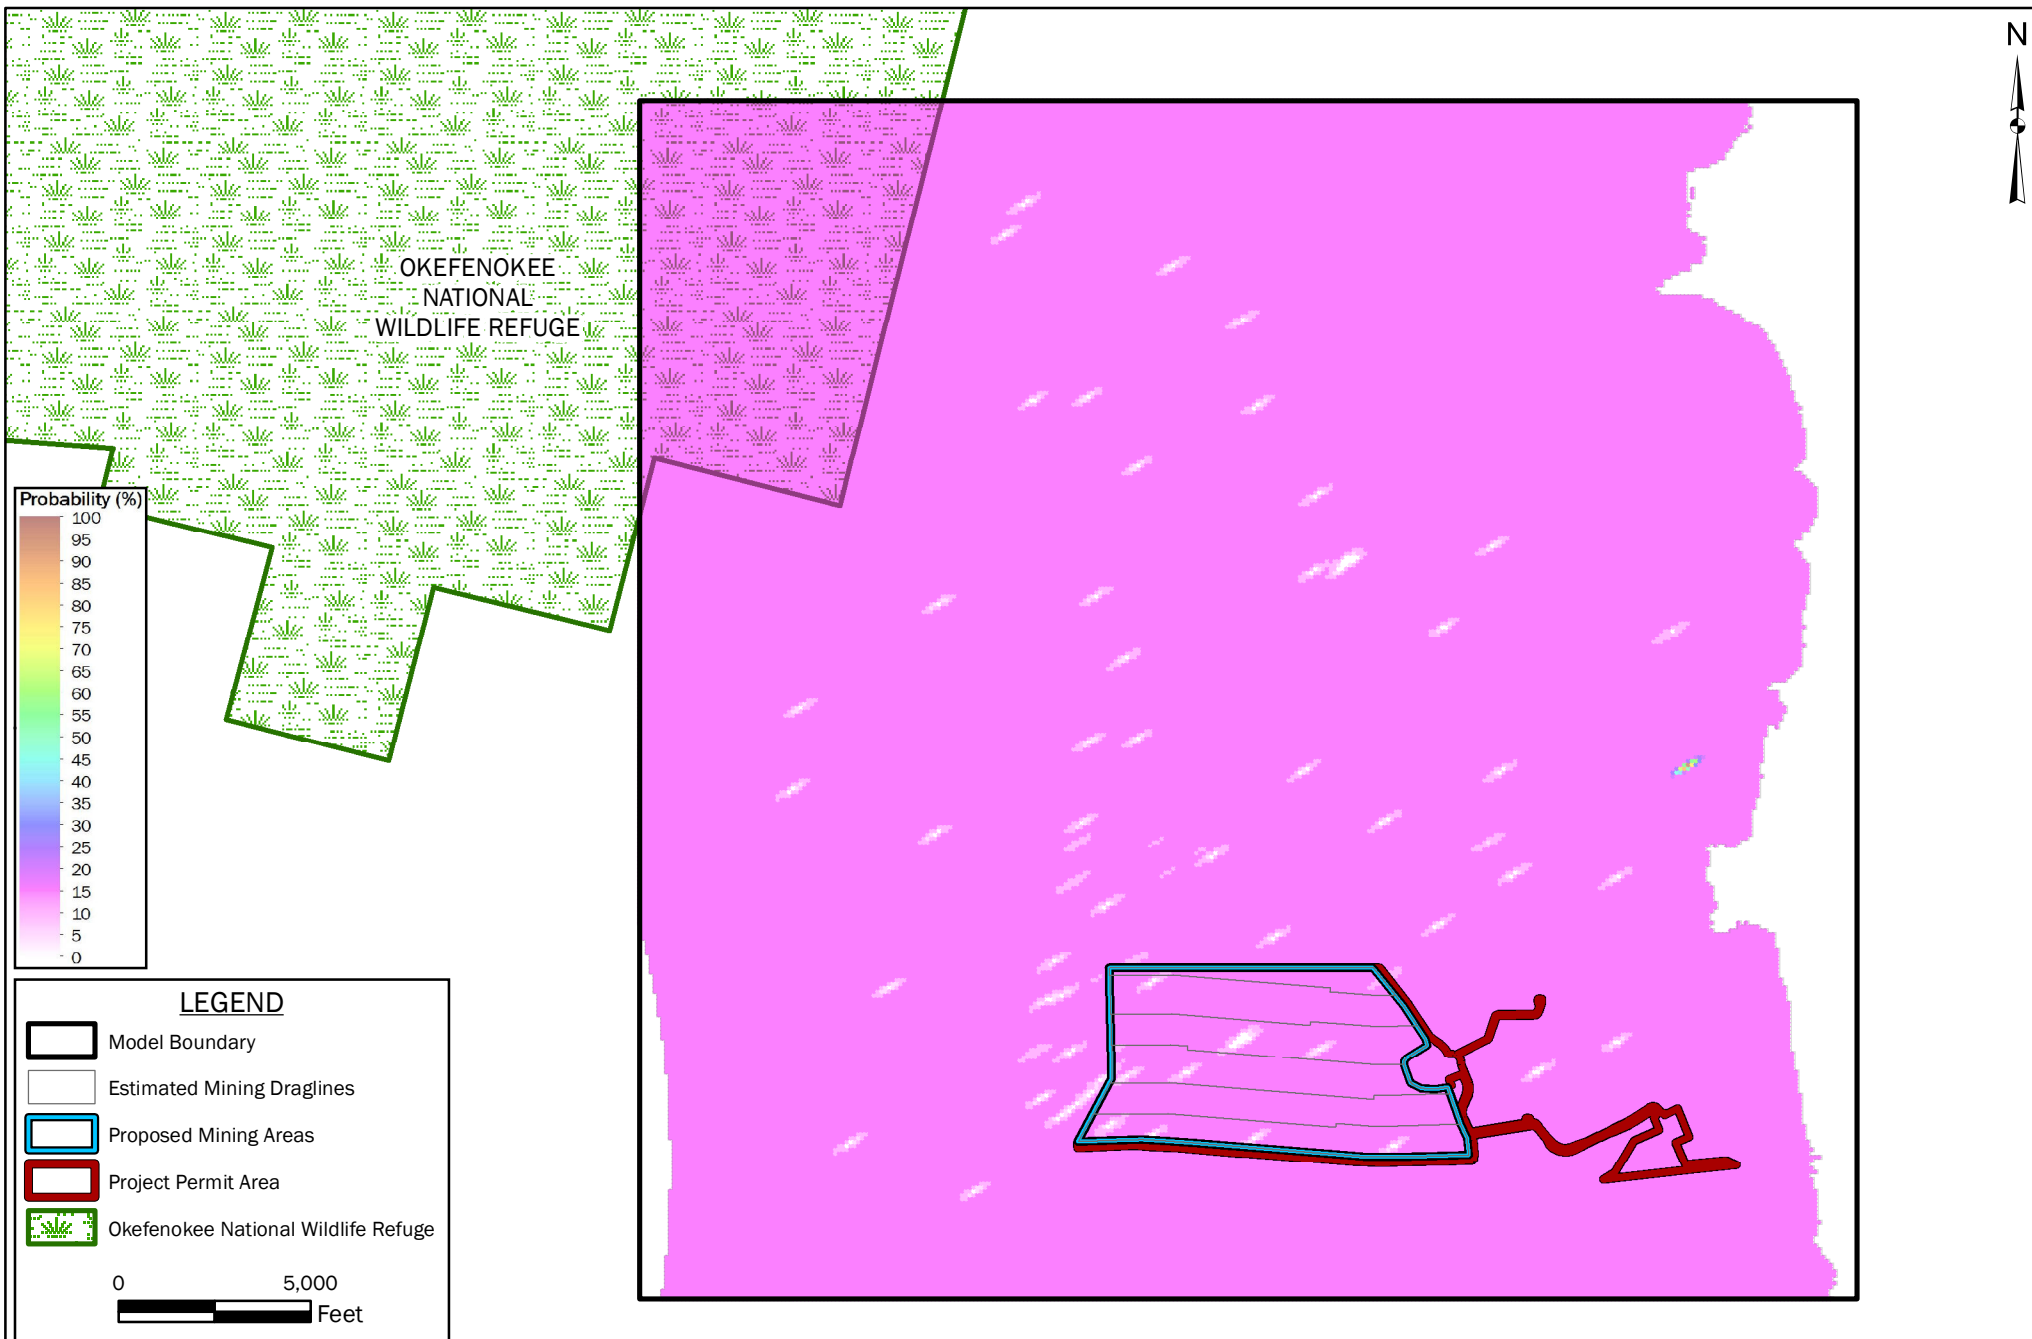 N
OKEFENOKEE
NATIONAL
WILDLIFE REFUGE
Probability (%)
100
95
90
85
80
75
70
65
60
55
50
45
40
35
30
25
20
15
10
5
0
LEGEND
Model Boundary
Estimated Mining Draglines
Proposed Mining Areas
Project Permit Area
Okefenokee National Wildlife Refuge
0 5,000
Feet